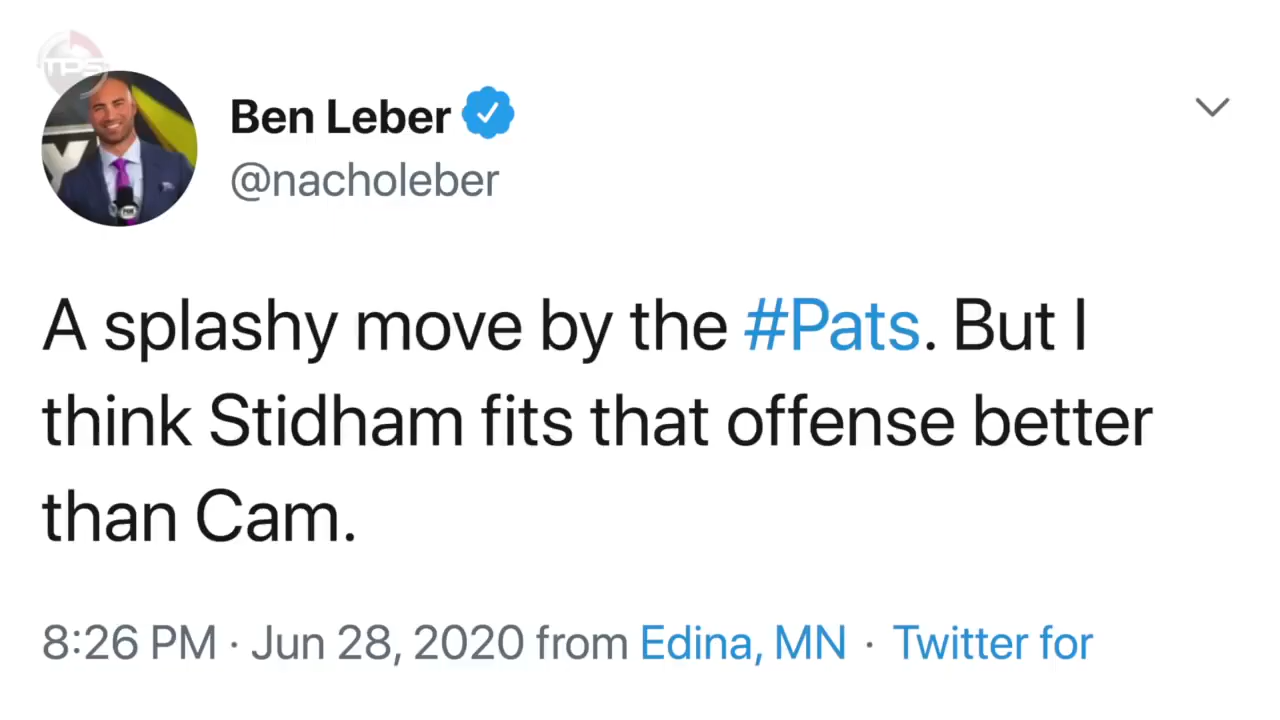 TPS
Ben Leber
@nacholeber
A splashy move by the #Pats. But I
think Stidham fits that offense better
than Cam.
8:26 PM · Jun 28, 2020 from Edina, MN · Twitter for